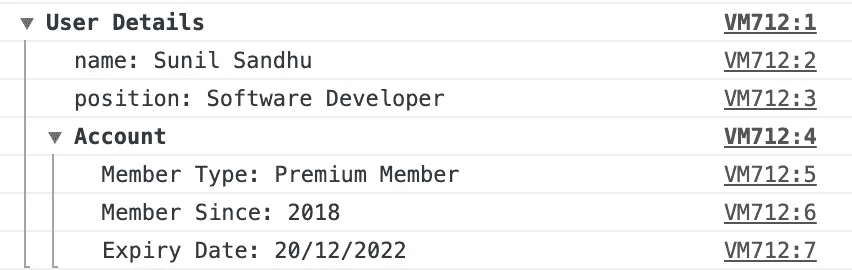 User Details VM712:1
name: Sunil Sandhu VM712:2
position: Software Developer VM712:3
Account VM712:4
Member Type: Premium Member VM712:5
Member Since: 2018 VM712:6
Expiry Date: 20/12/2022 VM712:7